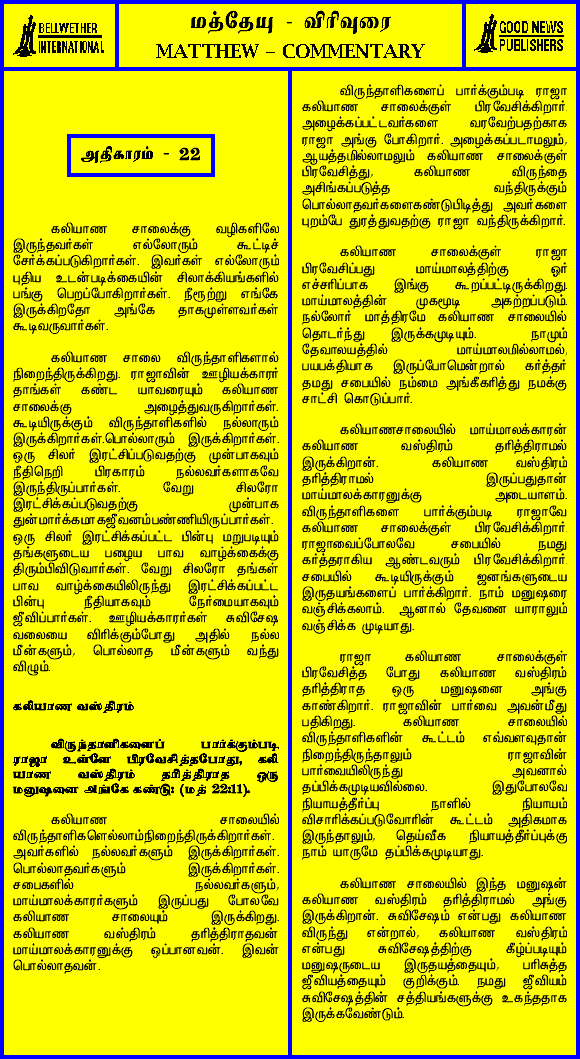 BELLWETHER
INTERNATIONAL
மத்தேயு - விரிவுரை
MATTHEW – COMMENTARY
GOOD NEWS
PUBLISHERS
அதிகாரம் - 22
கலியாண சாலைக்கு வழிகளிலே
இருந்தவர்கள் எல்லோரும் கூட்டிச்
சேர்க்கப்படுகிறார்கள். இவர்கள் எல்லோரும்
புதிய உடன்படிக்கையின் சிலாக்கியங்களில்
பங்கு பெறப்போகிறார்கள். நீரூற்று எங்கே
இருக்கிறதோ அங்கே தாகமுள்ளவர்கள்
கூடிவருவார்கள்.
கலியாண சாலை விருந்தாளிகளால்
நிறைந்திருக்கிறது. ராஜாவின் ஊழியக்காரர்
தாங்கள் கண்ட யாவரையும் கலியாண
சாலைக்கு அழைத்துவருகிறார்கள்.
கூடியிருக்கும் விருந்தாளிகளில் நல்லாரும்
இருக்கிறார்கள்.பொல்லாரும் இருக்கிறார்கள்.
ஒரு சிலர் இரட்சிப்படுவதற்கு முன்பாகவும்
நீதிநெறி பிரகாரம் நல்லவர்களாகவே
இருந்திருப்பார்கள். வேறு சிலரோ
இரட்சிக்கப்படுவதற்கு முன்பாக
துன்மார்க்கமாகஜீவனம்பண்ணியிருப்பார்கள்.
ஒரு சிலர் இரட்சிக்கப்பட்ட பின்பு மறுபடியும்
தங்களுடைய பழைய பாவ வாழ்க்கைக்கு
திரும்பிவிடுவார்கள். வேறு சிலரோ தங்கள்
பாவ வாழ்க்கையிலிருந்து இரட்சிக்கப்பட்ட
பின்பு நீதியாகவும் நேர்மையாகவும்
ஜீவிப்பார்கள். ஊழியக்காரர்கள் சுவிசேஷ
வலையை விரிக்கும்போது அதில் நல்ல
மீன்களும், பொல்லாத மீன்களும் வந்து
விழும்.
கலியாண வஸ்திரம்
விருந்தாளிகளைப் பார்க்கும்படி
ராஜா உள்ளே பிரவேசித்தபோது, கலி
யாண வஸ்திரம் தரித்திராத ஒரு
மனுஷனை அங்கே கண்டு: (மத் 22:11).
கலியாண சாலையில்
விருந்தாளிகளெல்லாம்நிறைந்திருக்கிறார்கள்.
அவர்களில் நல்லவர்களும் இருக்கிறார்கள்.
பொல்லாதவர்களும் இருக்கிறார்கள்.
சபைகளில் நல்லவர்களும்,
மாய்மாலக்காரர்களும் இருப்பது போலவே
கலியாண சாலையும் இருக்கிறது.
கலியாண வஸ்திரம் தரித்திராதவன்
மாய்மாலக்காரனுக்கு ஒப்பானவன். இவன்
பொல்லாதவன்.
விருந்தாளிகளைப் பார்க்கும்படி ராஜா
கலியாண சாலைக்குள் பிரவேசிக்கிறார்.
அழைக்கப்பட்டவர்களை வரவேற்பதற்காக
ராஜா அங்கு போகிறார். அழைக்கப்படாமலும்,
ஆயத்தமில்லாமலும் கலியாண சாலைக்குள்
பிரவேசித்து, கலியாண விருந்தை
அசிங்கப்படுத்த வந்திருக்கும்
பொல்லாதவர்களைகண்டுபிடித்து அவர்களை
புறம்பே துரத்துவதற்கு ராஜா வந்திருக்கிறார்.
கலியாண சாலைக்குள் ராஜா
பிரவேசிப்பது மாய்மாலத்திற்கு ஓர்
எச்சரிப்பாக இங்கு கூறப்பட்டிருக்கிறது.
மாய்மாலத்தின் முகமூடி அகற்றப்படும்.
நல்லோர் மாத்திரமே கலியாண சாலையில்
தொடர்ந்து இருக்கமுடியும். நாமும்
தேவாலயத்தில் மாய்மாலமில்லாமல்,
பயபக்தியாக இருப்போமென்றால் கர்த்தர்
தமது சபையில் நம்மை அங்கீகரித்து நமக்கு
சாட்சி கொடுப்பார்.
கலியாணசாலையில் மாய்மாலக்காரன்
கலியாண வஸ்திரம் தரித்திராமல்
இருக்கிறான். கலியாண வஸ்திரம்
தரித்திராமல் இருப்பதுதான்
மாய்மாலக்காரனுக்கு அடையாளம்.
விருந்தாளிகளை பார்க்கும்படி ராஜாவே
கலியாண சாலைக்குள் பிரவேசிக்கிறார்.
ராஜாவைப்போலவே சபையில் நமது
கர்த்தராகிய ஆண்டவரும் பிரவேசிக்கிறார்.
சபையில் கூடியிருக்கும் ஜனங்களுடைய
இருதயங்களைப் பார்க்கிறார். நாம் மனுஷரை
வஞ்சிக்கலாம். ஆனால் தேவனை யாராலும்
வஞ்சிக்க முடியாது.
ராஜா கலியாண சாலைக்குள்
பிரவேசித்த போது கலியாண வஸ்திரம்
தரித்திராத ஒரு மனுஷனை அங்கு
காண்கிறார். ராஜாவின் பார்வை அவன்மீது
பதிகிறது. கலியாண சாலையில்
விருந்தாளிகளின் கூட்டம் எவ்வளவுதான்
நிறைந்திருந்தாலும் ராஜாவின்
பார்வையிலிருந்து அவனால்
தப்பிக்கமுடியவில்லை. இதுபோலவே
நியாயத்தீர்ப்பு நாளில் நியாயம்
விசாரிக்கப்படுவோரின் கூட்டம் அதிகமாக
இருந்தாலும், தெய்வீக நியாயத்தீர்ப்புக்கு
நாம் யாருமே தப்பிக்கமுடியாது.
கலியாண சாலையில் இந்த மனுஷன்
கலியாண வஸ்திரம் தரித்திராமல் அங்கு
இருக்கிறான். சுவிசேஷம் என்பது கலியாண
விருந்து என்றால், கலியாண வஸ்திரம்
என்பது சுவிசேஷத்திற்கு கீழ்ப்படியும்
மனுஷருடைய இருதயத்தையும், பரிசுத்த
ஜீவியத்தையும் குறிக்கும். நமது ஜீவியம்
சுவிசேஷத்தின் சத்தியங்களுக்கு உகந்ததாக
இருக்கவேண்டும்.